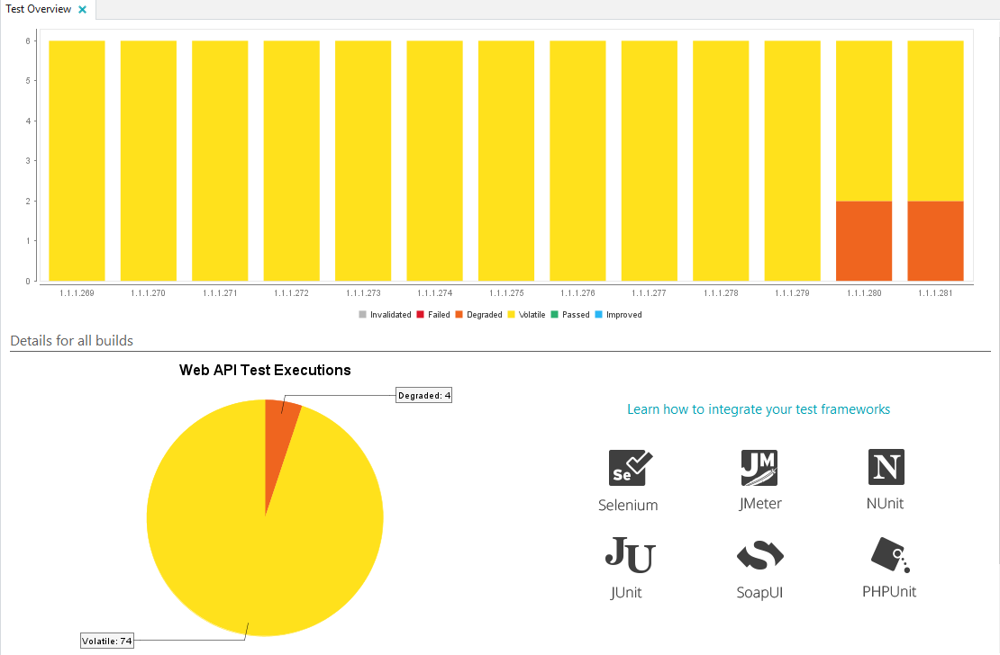 Test Overview
6
5
4
3
2
1
0
1.1.1.269 1.1.1.270 1.1.1.271 1.1.1.272 1.1.1.273 1.1.1.274 1.1.1.275 1.1.1.276 1.1.1.277 1.1.1.278 1.1.1.279 1.1.1.280 1.1.1.281
Invalidated Failed Degraded Volatile Passed Improved
Details for all builds
Web API Test Executions
Degraded: 4
Volatile: 74
Learn how to integrate your test frameworks
Se JM N
Selenium JMeter NUnit
JU S
JUnit SoapUI PHPUnit